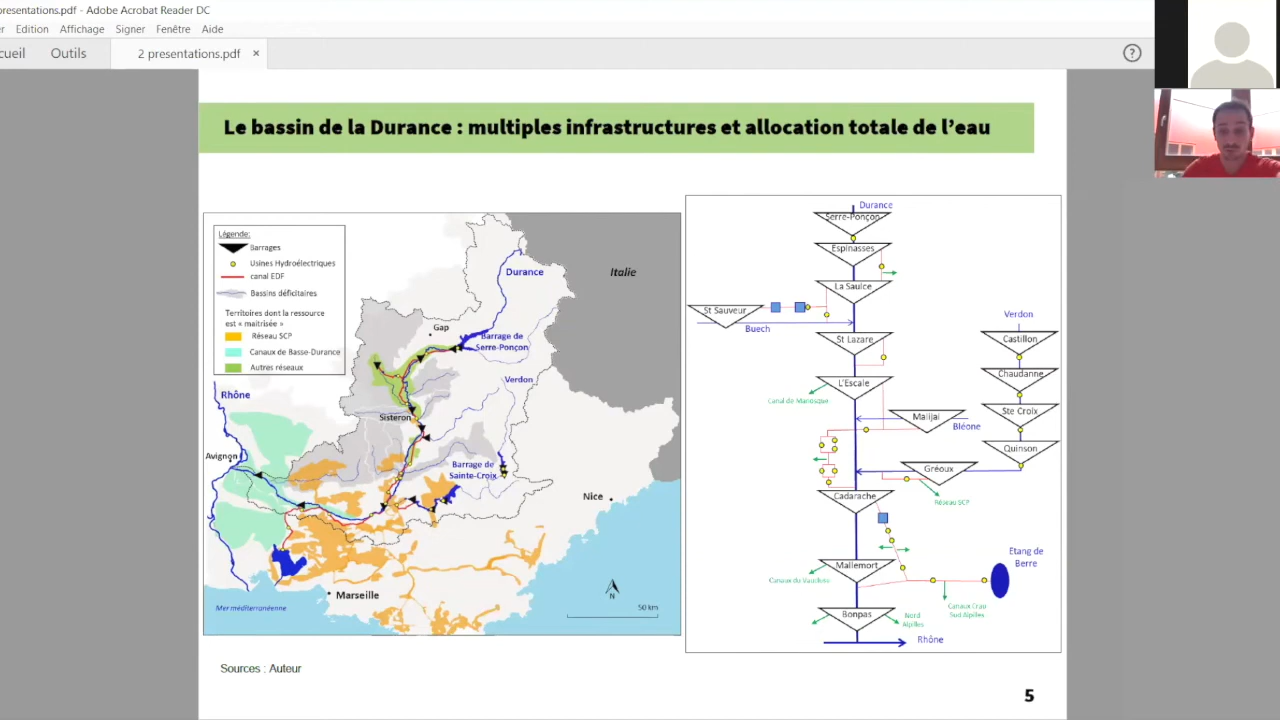 presentations.pdf - Adobe Acrobat Reader DC
Edition Affichage Signer Fenêtre Aide
cueil Outils 2 presentations.pdf × ?
Le bassin de la Durance : multiples infrastructures et allocation totale de l'eau
Légende:
Barrages
Usines Hydroélectriques
canal EDF
Bassins déficitaires
Territoires dont la ressource
est « maitrisée »
Réseau SCP
Canaux de Basse-Durance
Autres réseaux
Durance
Italie
Gap
Barrage de
Serre-Ponçon
Verdon
Rhône
Sisteron
Avignon
Barrage de
Sainte-Croix
Nice
Marseille
Mer méditerranéenne
N
50 km
Durance
Serre-Ponçon
Espinasses
La Saulce
St Sauveur
Buech
Verdon
St Lazare
Castillon
L'Escale
Chaudanne
Canal de Manosque
Malijai
Ste Croix
Bléone
Quinson
Gréoux
Cadarache
Réseau SCP
Etang de
Berre
Mallemort
Canaux du Vaucluse
Canaux Crau
Sud Alpilles
Bonpas
Nord
Alpilles
Rhône
Sources : Auteur
5